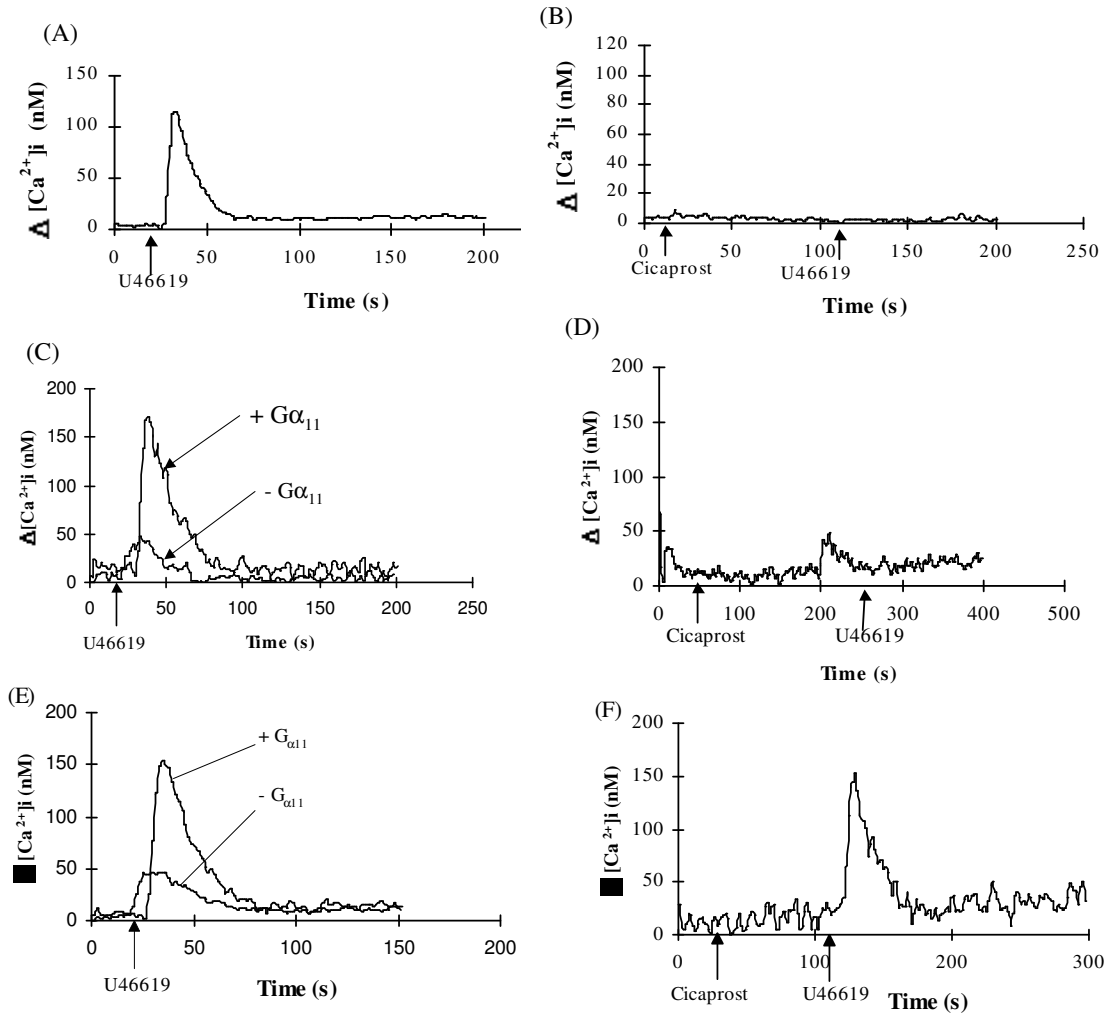 (A)
150
100
50
0
Δ [Ca2+]i (nM)
0 50 100 150 200
U46619
Time (s)
(B)
120
100
80
60
40
20
0
Δ [Ca2+]i (nM)
0 50 100 150 200 250
Cicaprost U46619
Time (s)
(C)
200
150
100
50
0
Δ[Ca2+]i (nM)
+ Gα11
- Gα11
0 50 100 150 200 250
U46619
Time (s)
(D)
200
150
100
50
0
Δ [Ca2+]i (nM)
0 100 200 300 400 500
Cicaprost U46619
Time (s)
(E)
200
150
100
50
0
[Ca2+]i (nM)
+ Gα11
- Gα11
0 50 100 150 200
U46619
Time (s)
(F)
200
150
100
50
0
[Ca2+]i (nM)
0 100 200 300
Cicaprost U46619
Time (s)